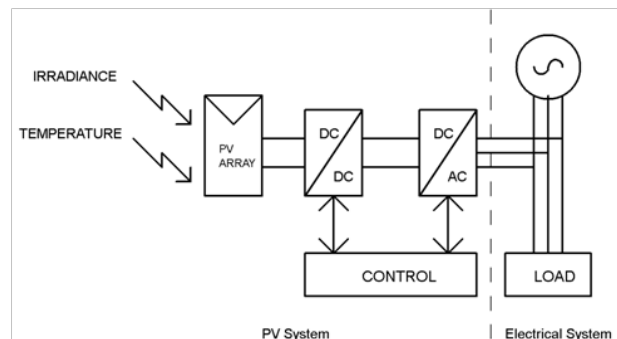 IRRADIANCE
TEMPERATURE
PV
ARRAY
DC
DC
DC
AC
CONTROL
LOAD
PV System
Electrical System